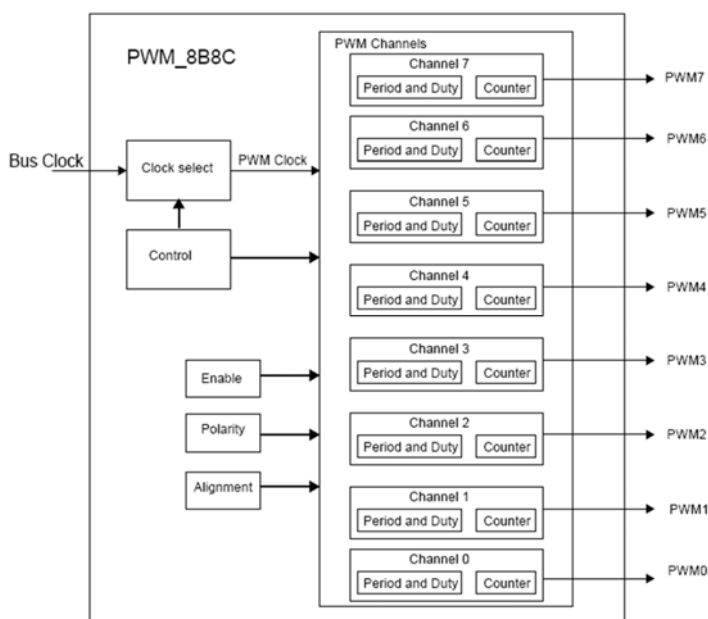 PWM_8B8C
PWM Channels
Channel 7
Period and Duty Counter
PWM7
Channel 6
Period and Duty Counter
PWM6
Bus Clock
Clock select
PWM Clock
Control
Channel 5
Period and Duty Counter
PWM5
Channel 4
Period and Duty Counter
PWM4
Channel 3
Period and Duty Counter
PWM3
Enable
Polarity
Alignment
Channel 2
Period and Duty Counter
PWM2
Channel 1
Period and Duty Counter
PWM1
Channel 0
Period and Duty Counter
PWM0